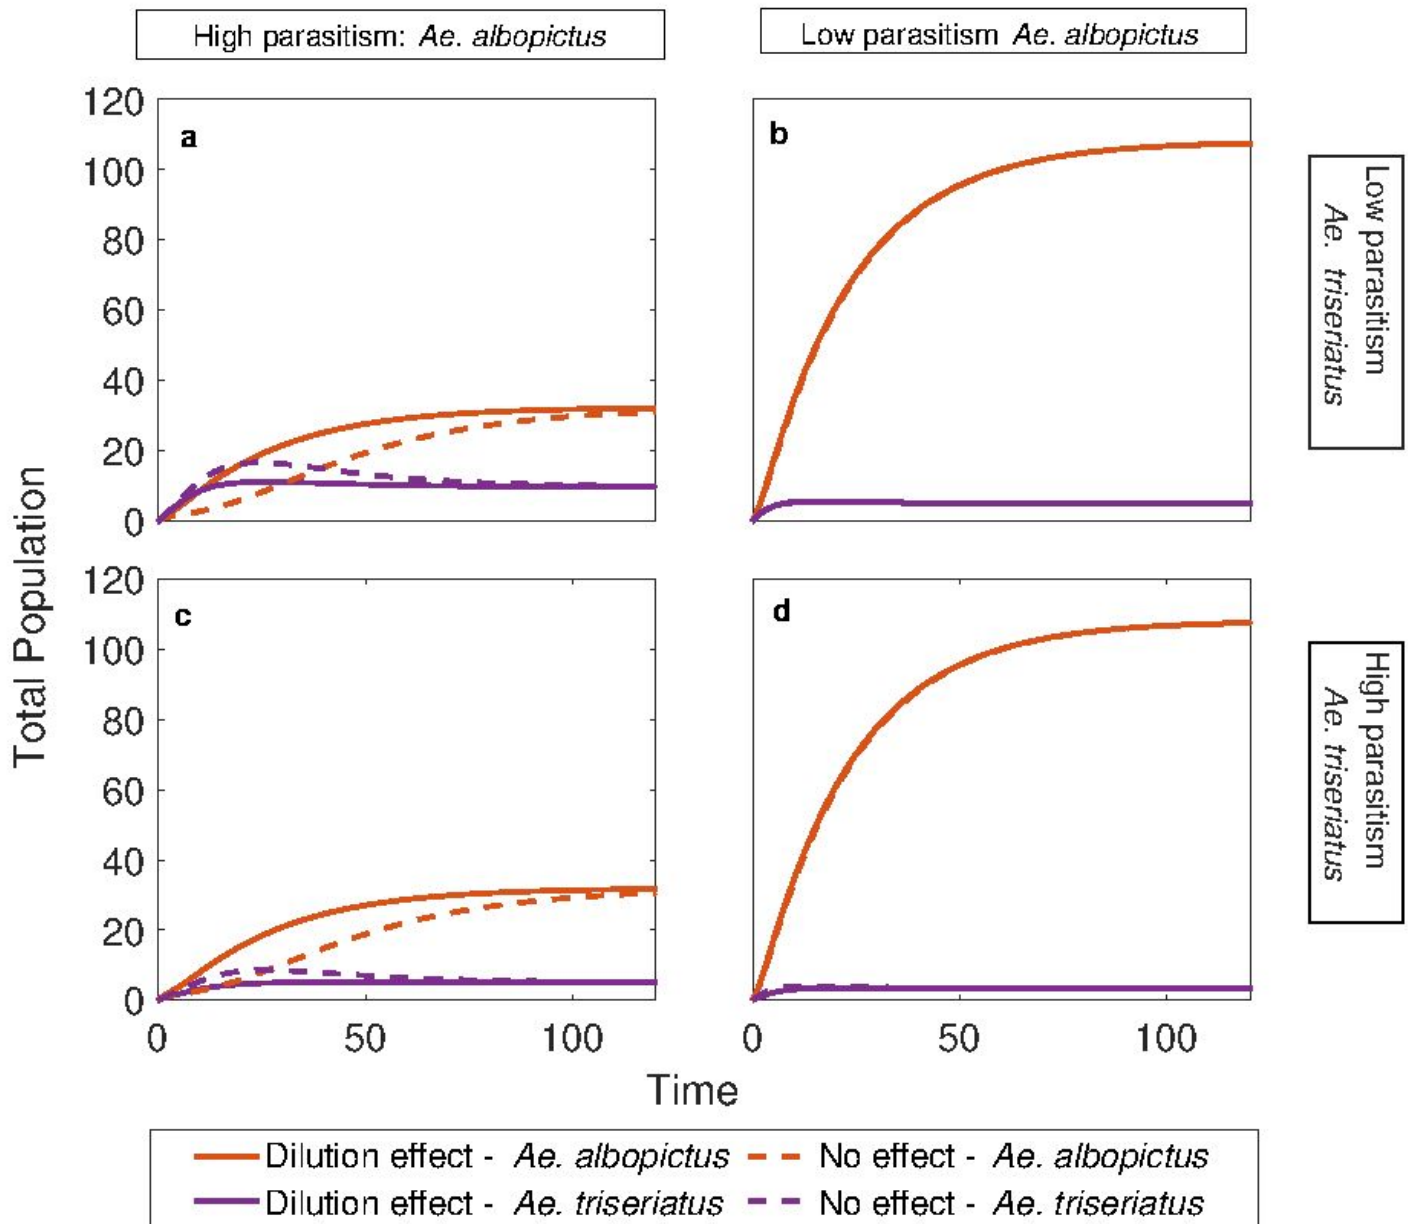 High parasitism: Ae. albopictus
Low parasitism Ae. albopictus
a
b
120
100
80
60
40
20
0
Low parasitism
Ae. triseriatus
c
d
120
100
80
60
40
20
0
0
50
100
0
50
100
High parasitism
Ae. triseriatus
Total Population
Time
Dilution effect - Ae. albopictus
No effect - Ae. albopictus
Dilution effect - Ae. triseriatus
No effect - Ae. triseriatus